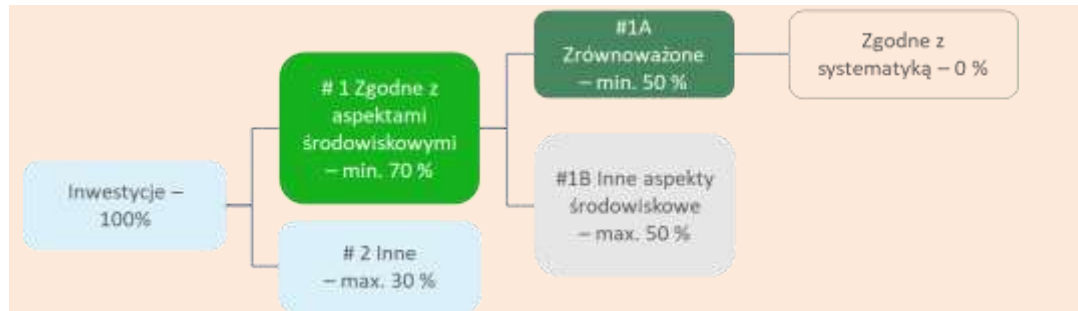 Inwestycje –
100%
# 1 Zgodne z
aspektami
środowiskowymi
– min. 70 %
# 2 Inne
– max. 30 %
#1A
Zrównoważone
– min. 50 %
#1B Inne aspekty
środowiskowe
– max. 50 %
Zgodne z
systematyką – 0 %